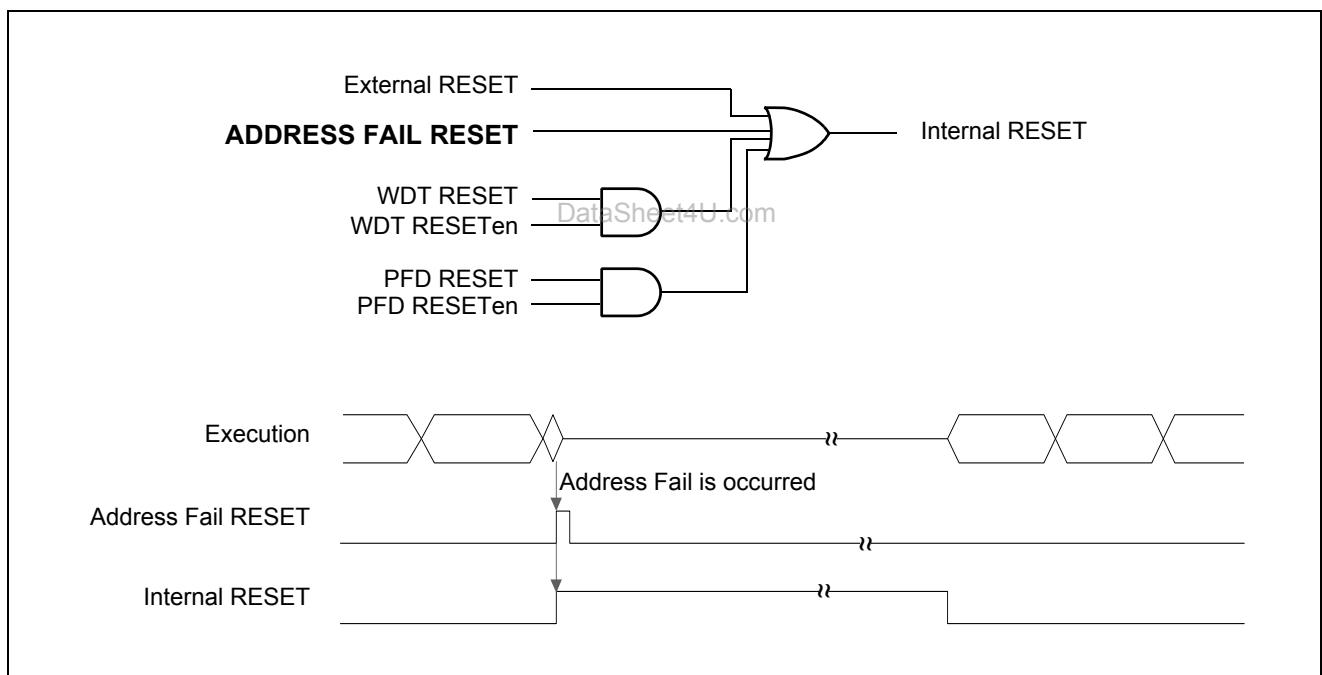 External RESET
ADDRESS FAIL RESET
Internal RESET
WDT RESET
WDT RESETen
DataSheet4U.com
PFD RESET
PFD RESETen
Execution
Address Fail is occurred
Address Fail RESET
Internal RESET